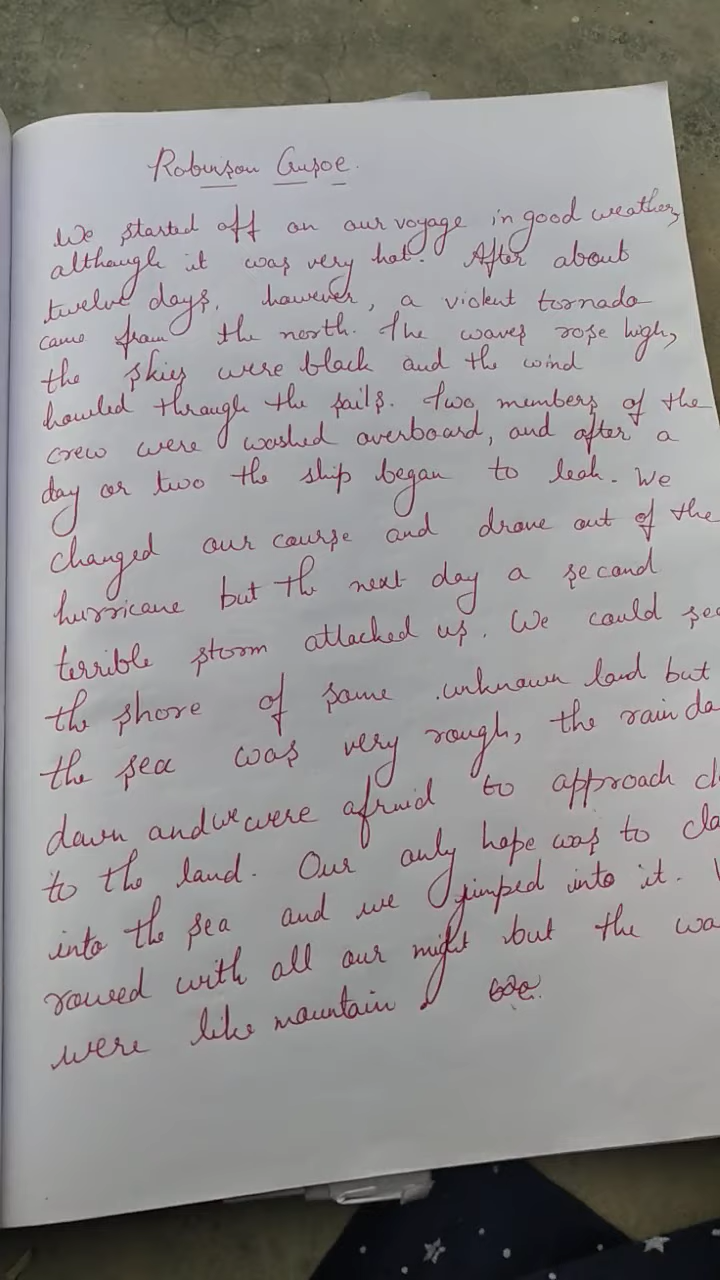 Robinson Crusoe.
We started off on our voyage in good weather,
although it was very hot. After about
twelve days, however, a violent tornado
came from the north. The waves rose high,
the skies were black and the wind
howled through the sails. Two members of the
crew were washed overboard, and after a
day or two the ship began to leak. We
changed our course and drove out of the
hurricane but the next day a second
terrible storm attacked us. We could see
the shore of some unknown land but
the sea was very rough, the rain
down and we were afraid to approach
to the land. Our only hope was to
into the sea and we jumped into it.
rowed with all our might but the
were like mountain